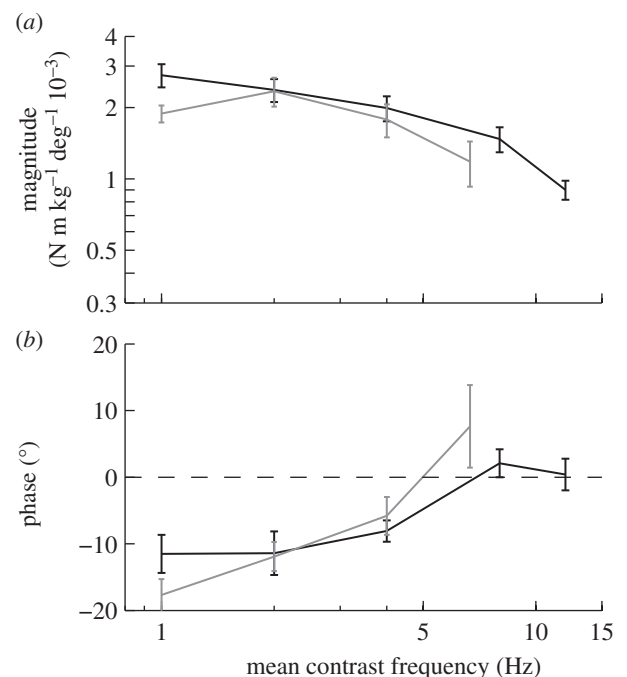 (a)
4
3
2
1
0.5
0.3
magnitude
(N m kg⁻¹ deg⁻¹ 10⁻³)
(b)
20
10
0
−10
−20
phase (°)
1
5
10
15
mean contrast frequency (Hz)